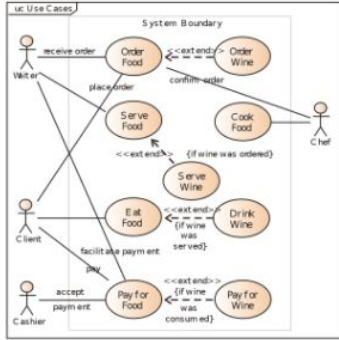 uc Use Cases
System Boundary
receive order
Order
Food
<<extend>>
Order
Wine
Waiter
confirm order
place order
Chef
Serve
Food
Cook
Food
<<extend>>
{if wine was ordered}
Serve
Wine
Client
Eat
Food
<<extend>>
{if wine
was
served}
Drink
Wine
facilitate payment
pay
accept
payment
Cashier
Pay for
Food
<<extend>>
{if wine
was
consumed}
Pay for
Wine